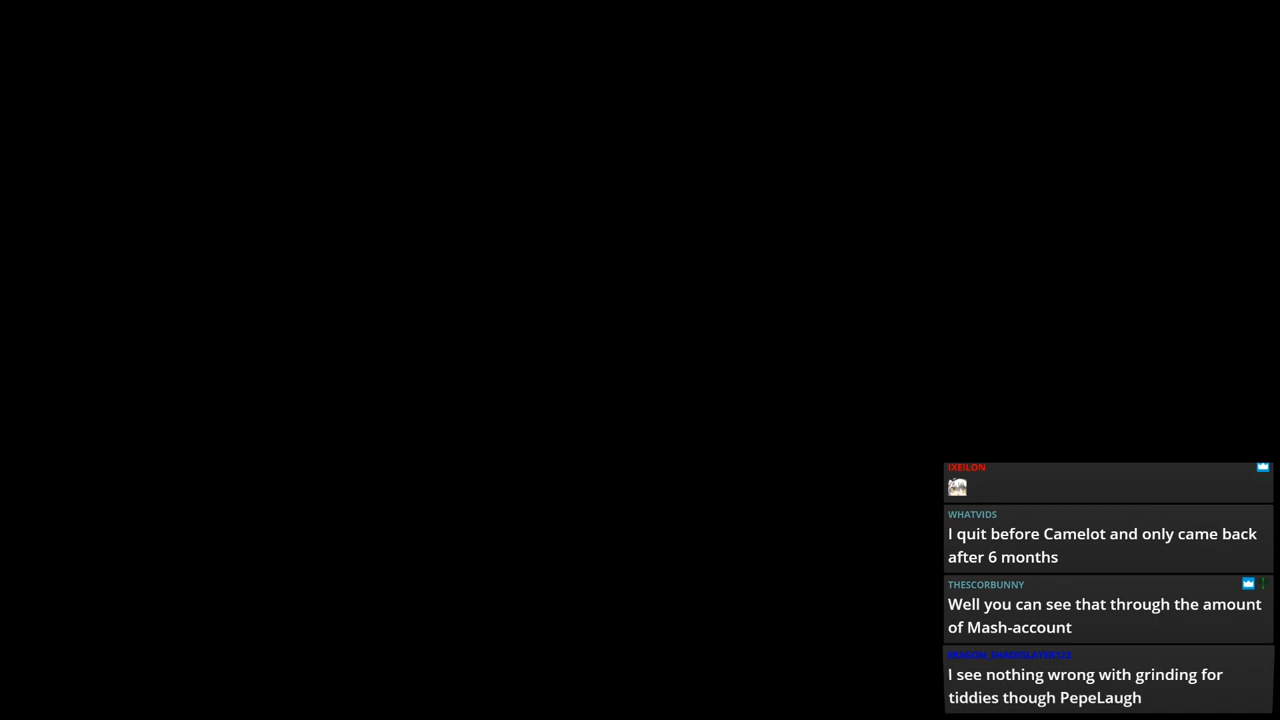 IXEILON
WHATVIDS
I quit before Camelot and only came back
after 6 months
THESCORBUNNY
Well you can see that through the amount
of Mash-account
ERAGON_SHADESLAYER123
I see nothing wrong with grinding for
tiddies though PepeLaugh